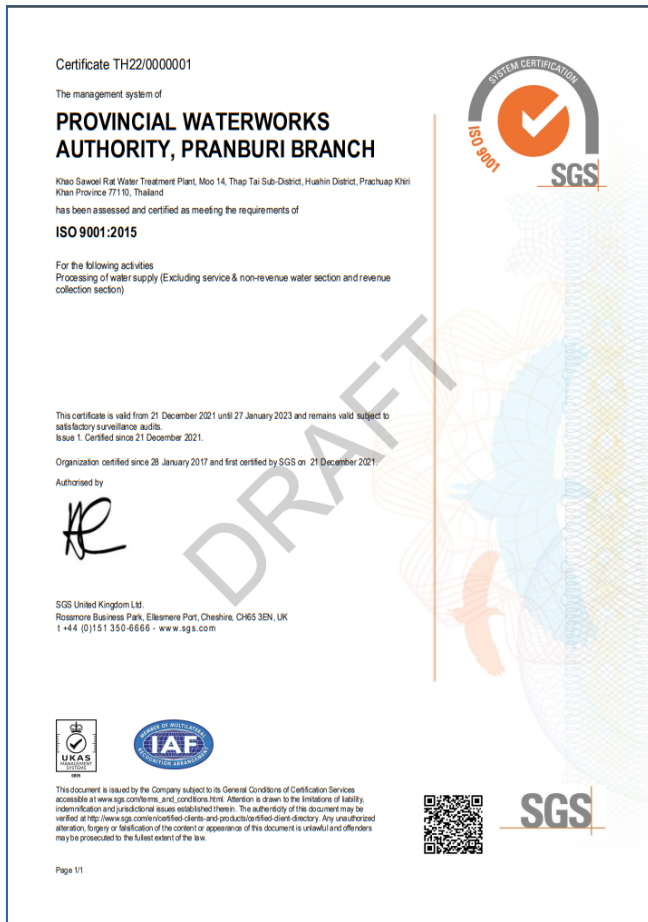 Certificate TH22/0000001
The management system of
PROVINCIAL WATERWORKS
AUTHORITY, PRANBURI BRANCH
Khao Sawoel Rat Water Treatment Plant, Moo 14, Thap Tai Sub-District, Huahin District, Prachuap Khiri
Khan Province 77110, Thailand
has been assessed and certified as meeting the requirements of
ISO 9001:2015
For the following activities
Processing of water supply (Excluding service & non-revenue water section and revenue
collection section)
This certificate is valid from 21 December 2021 until 27 January 2023 and remains valid subject to
satisfactory surveillance audits.
Issue 1. Certified since 21 December 2021.
Organization certified since 28 January 2017 and first certified by SGS on 21 December 2021.
Authorised by
SGS United Kingdom Ltd.
Rossmore Business Park, Ellesmere Port, Cheshire, CH65 3EN, UK
t +44 (0)151 350-6666 - www.sgs.com
DRAFT
SYSTEM CERTIFICATION
ISO 9001
SGS
UKAS
MANAGEMENT
SYSTEMS
0005
MEMBER OF MULTILATERAL
IAF
RECOGNITION ARRANGEMENT
This document is issued by the Company subject to its General Conditions of Certification Services
accessible at www.sgs.com/terms_and_conditions.html. Attention is drawn to the limitations of liability,
indemnification and jurisdictional issues established therein. The authenticity of this document may be
verified at http://www.sgs.com/en/certified-clients-and-products/certified-client-directory. Any unauthorized
alteration, forgery or falsification of the content or appearance of this document is unlawful and offenders
may be prosecuted to the fullest extent of the law.
SGS
Page 1/1